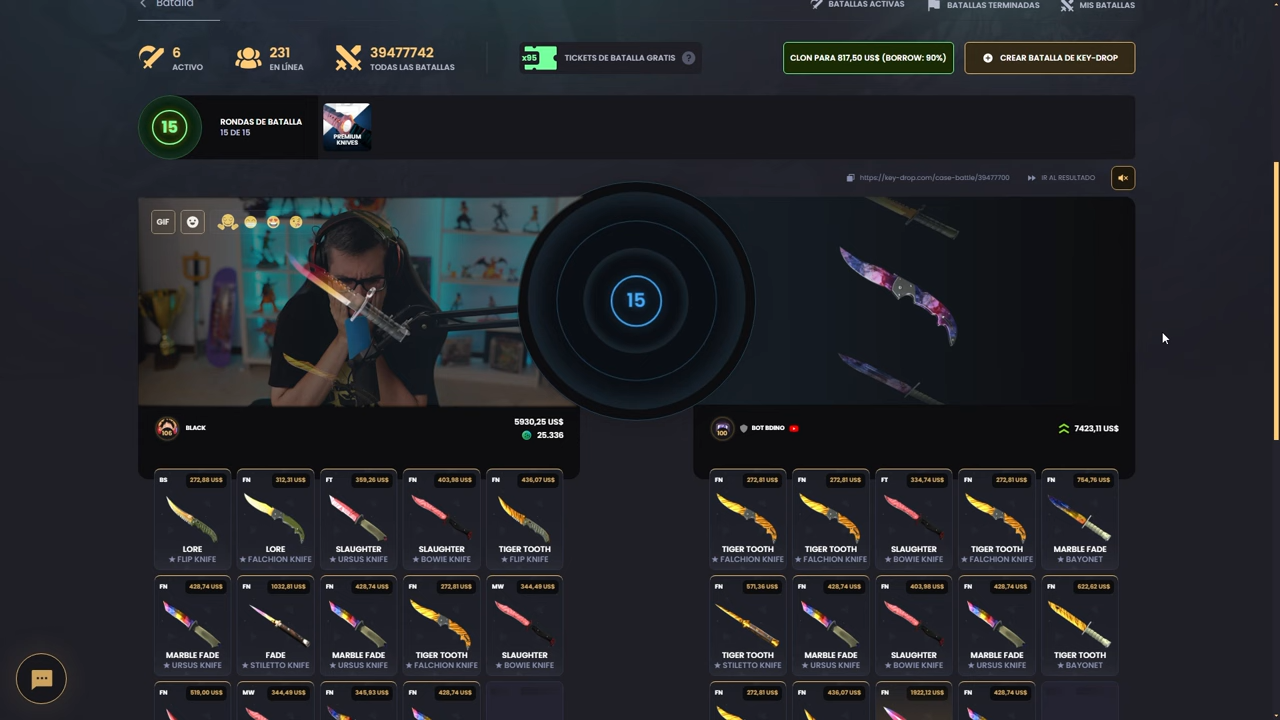 Batalla
BATALLAS ACTIVAS
BATALLAS TERMINADAS
MIS BATALLAS
6
ACTIVO
231
EN LÍNEA
39477742
TODAS LAS BATALLAS
x95
TICKETS DE BATALLA GRATIS
?
CLON PARA 817,50 US$ (BORROW: 90%)
CREAR BATALLA DE KEY-DROP
15
RONDAS DE BATALLA
15 DE 15
PREMIUM
KNIVES
https://key-drop.com/case-battle/39477700
IR AL RESULTADO
GIF
15
BLACK
5930,25 US$
25.336
100
BOT BDINO
7423,11 US$
BS 272,88 US$
LORE
★ FLIP KNIFE
FN 312,31 US$
LORE
★ FALCHION KNIFE
FT 359,26 US$
SLAUGHTER
★ URSUS KNIFE
FN 403,98 US$
SLAUGHTER
★ BOWIE KNIFE
FN 436,07 US$
TIGER TOOTH
★ FLIP KNIFE
FN 272,81 US$
TIGER TOOTH
★ FALCHION KNIFE
FN 272,81 US$
TIGER TOOTH
★ FALCHION KNIFE
FT 334,74 US$
SLAUGHTER
★ BOWIE KNIFE
FN 272,81 US$
TIGER TOOTH
★ FALCHION KNIFE
FN 754,76 US$
MARBLE FADE
★ BAYONET
FN 428,74 US$
MARBLE FADE
★ URSUS KNIFE
FN 1032,81 US$
FADE
★ STILETTO KNIFE
FN 428,74 US$
MARBLE FADE
★ URSUS KNIFE
FN 272,81 US$
TIGER TOOTH
★ FALCHION KNIFE
MW 344,49 US$
SLAUGHTER
★ BOWIE KNIFE
FN 571,36 US$
TIGER TOOTH
★ STILETTO KNIFE
FN 428,74 US$
MARBLE FADE
★ URSUS KNIFE
FN 403,98 US$
SLAUGHTER
★ BOWIE KNIFE
FN 428,74 US$
MARBLE FADE
★ URSUS KNIFE
FN 622,62 US$
TIGER TOOTH
★ BAYONET
FN 519,00 US$
MW 344,49 US$
FN 345,93 US$
FN 428,74 US$
FN 272,81 US$
FN 436,07 US$
FN 1922,12 US$
FN 428,74 US$